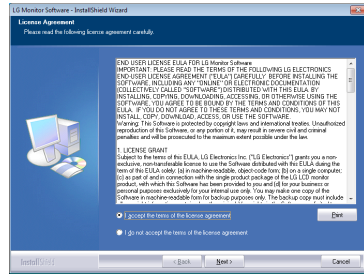 LG Monitor Software - InstallShield Wizard
License Agreement
Please read the following license agreement carefully.
END USER LICENSE EULA FOR LG Monitor Software
IMPORTANT: PLEASE READ THE TERMS OF THE FOLLOWING LG ELECTRONICS
END-USER LICENSE AGREEMENT ("EULA") CAREFULLY BEFORE INSTALLING THE
SOFTWARE, INCLUDING ANY "ONLINE" OR ELECTRONIC DOCUMENTATION
(COLLECTIVELY CALLED "SOFTWARE") DISTRIBUTED WITH THIS EULA. BY
INSTALLING, COPYING, DOWNLOADING, ACCESSING, OR OTHERWISE USING THE
SOFTWARE, YOU AGREE TO BE BOUND BY THE TERMS AND CONDITIONS OF THIS
EULA. IF YOU DO NOT AGREE TO THESE TERMS AND CONDITIONS, YOU MAY NOT
INSTALL, COPY, DOWNLOAD, ACCESS, OR USE THE SOFTWARE.
Warning: This Software is protected by copyright laws and international treaties. Unauthorized
reproduction of this Software, or any portion of it, may result in severe civil and criminal
penalties and will be prosecuted to the maximum extent possible under the law.
1. LICENSE GRANT
Subject to the terms of this EULA, LG Electronics Inc. ("LG Electronics") grants you a non-
exclusive, non-transferable license to use the Software distributed with this EULA during the
term of this EULA solely: (a) in machine-readable, object-code form; (b) on a single computer;
(c) as part of and in connection with the single product package of the LG LCD monitor
product, with which this Software has been provided to you and (d) for your business or
personal purposes exclusively for your internal use only. You may make one copy of the
Software in machine-readable form for backup purposes only. The backup copy must include
I accept the terms of the license agreement
Print
I do not accept the terms of the license agreement
InstallShield
< Back
Next >
Cancel